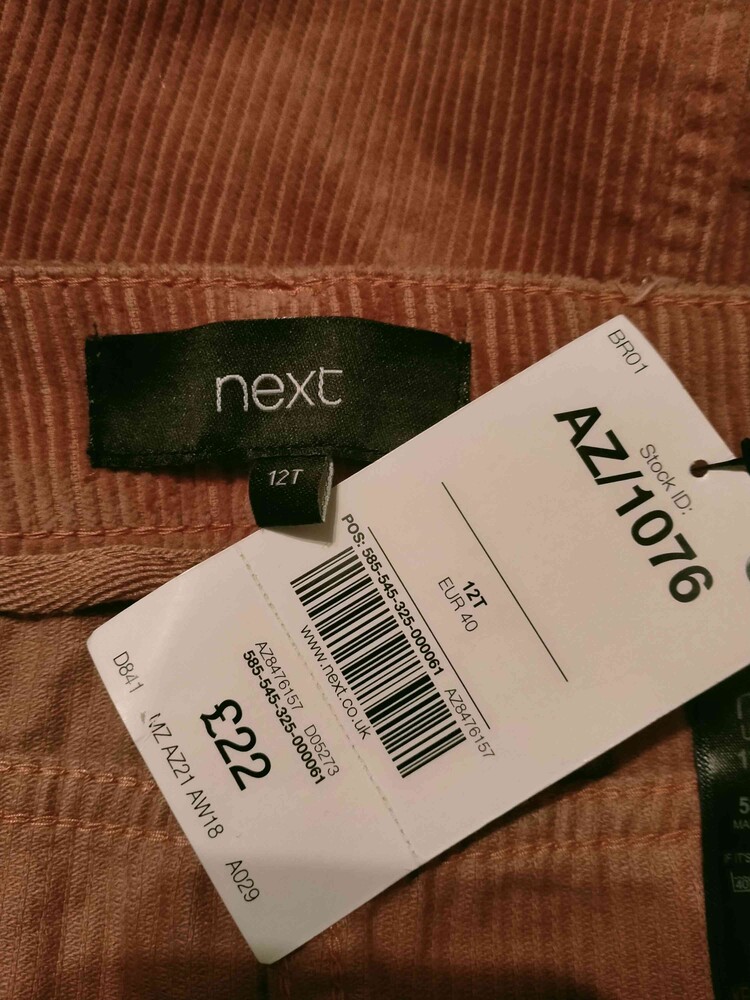 next
12T
BR01
Stock ID:
AZ/1076
12T
EUR 40
POS: 585-545-325-000061
AZ8476157
www.next.co.uk
AZ8476157 D05273
585-545-325-000061
£22
D841 MZ AZ21 AW18 A029